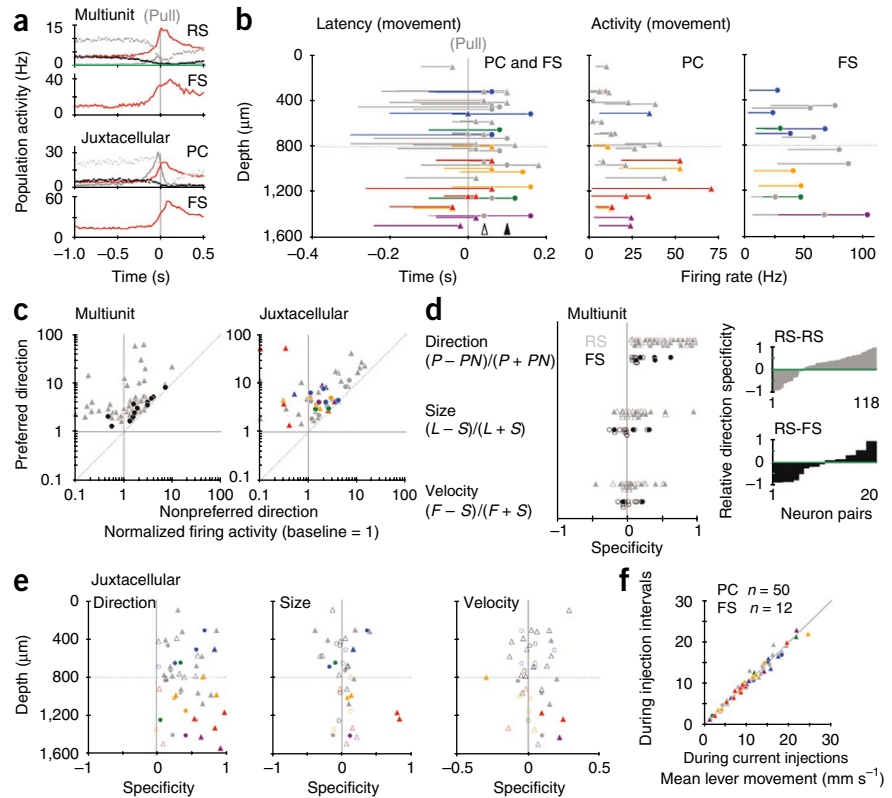 a
Multiunit (Pull)
15
RS
0
40
FS
0
Juxtacellular
30
PC
0
60
FS
0
Population activity (Hz)
−1.0 −0.5 0 0.5
Time (s)
b
Latency (movement)
(Pull)
PC and FS
0
400
800
1,200
1,600
Depth (μm)
−0.4 −0.2 0 0.2
Time (s)
Activity (movement)
PC
FS
0 25 50 75
0 50 100
Firing rate (Hz)
c
Multiunit
Juxtacellular
100
10
1
0.1
Preferred direction
0.1 1 10 100
100
10
1
0.1
0.1 1 10 100
Nonpreferred direction
Normalized firing activity (baseline = 1)
d
Multiunit
Direction
(P − PN)/(P + PN)
RS
FS
Size
(L − S)/(L + S)
Velocity
(F − S)/(F + S)
−1 0 1
Specificity
RS-RS
1
0
−1
1 118
RS-FS
1
0
−1
1 20
Relative direction specificity
Neuron pairs
e
Juxtacellular
Direction
Size
Velocity
0
400
800
1,200
1,600
Depth (μm)
−1 0 1
Specificity
−1 0 1
Specificity
−0.5 0 0.5
Specificity
f
PC n = 50
FS n = 12
30
20
10
0
During injection intervals
0 10 20 30
During current injections
Mean lever movement (mm s−1)